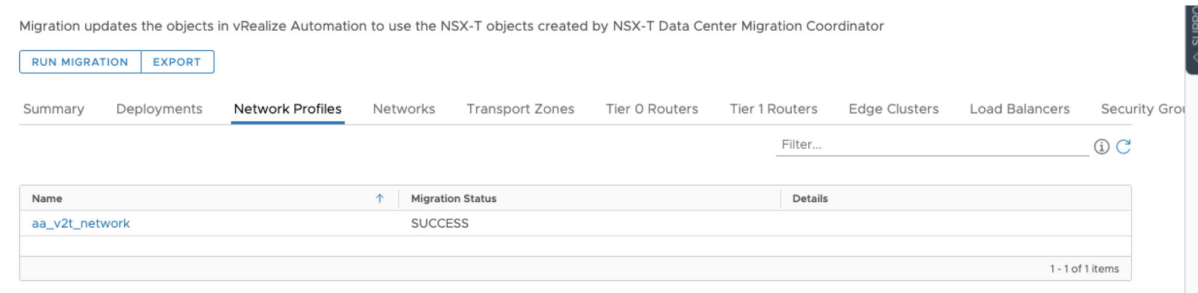 Migration updates the objects in vRealize Automation to use the NSX-T objects created by NSX-T Data Center Migration Coordinator
RUN MIGRATION EXPORT
Summary Deployments Network Profiles Networks Transport Zones Tier 0 Routers Tier 1 Routers Edge Clusters Load Balancers Security Grou
Filter...
Name Migration Status Details
aa_v2t_network SUCCESS
1 - 1 of 1 items